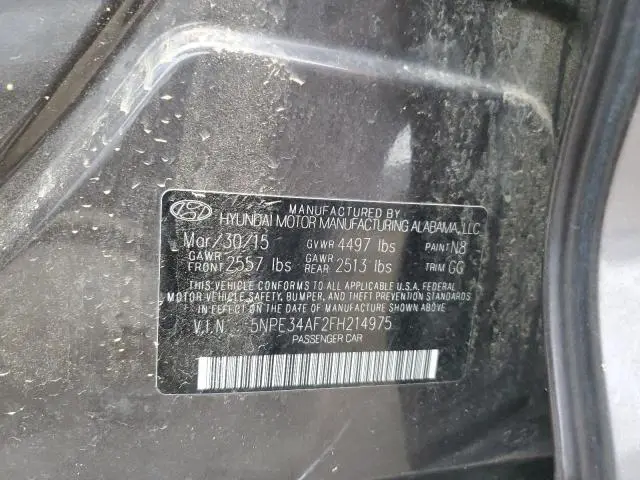 MANUFACTURED BY
HYUNDAI MOTOR MANUFACTURING ALABAMA, LLC
Mar/30/15 GVWR 4497 lbs PAINT N8
GAWR FRONT 2557 lbs GAWR REAR 2513 lbs TRIM GG
THIS VEHICLE CONFORMS TO ALL APPLICABLE U.S.A. FEDERAL
MOTOR VEHICLE SAFETY, BUMPER, AND THEFT PREVENTION STANDARDS
IN EFFECT ON THE DATE OF MANUFACTURE SHOWN ABOVE
V.I.N. 5NPE34AF2FH214975
PASSENGER CAR